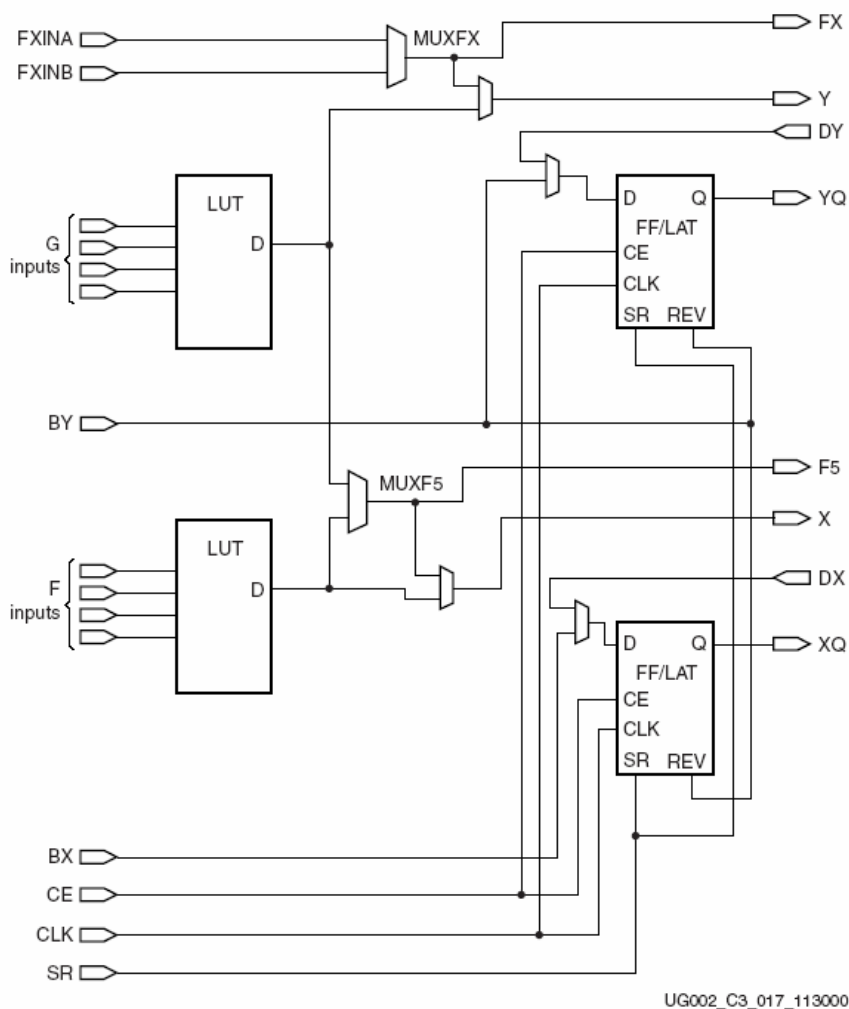 FXINA
FXINB
MUXFX
FX
Y
DY
LUT
D
G
inputs
D
Q
FF/LAT
CE
CLK
SR REV
YQ
BY
MUXF5
F5
X
LUT
D
F
inputs
DX
D
Q
FF/LAT
CE
CLK
SR REV
XQ
BX
CE
CLK
SR
UG002_C3_017_113000